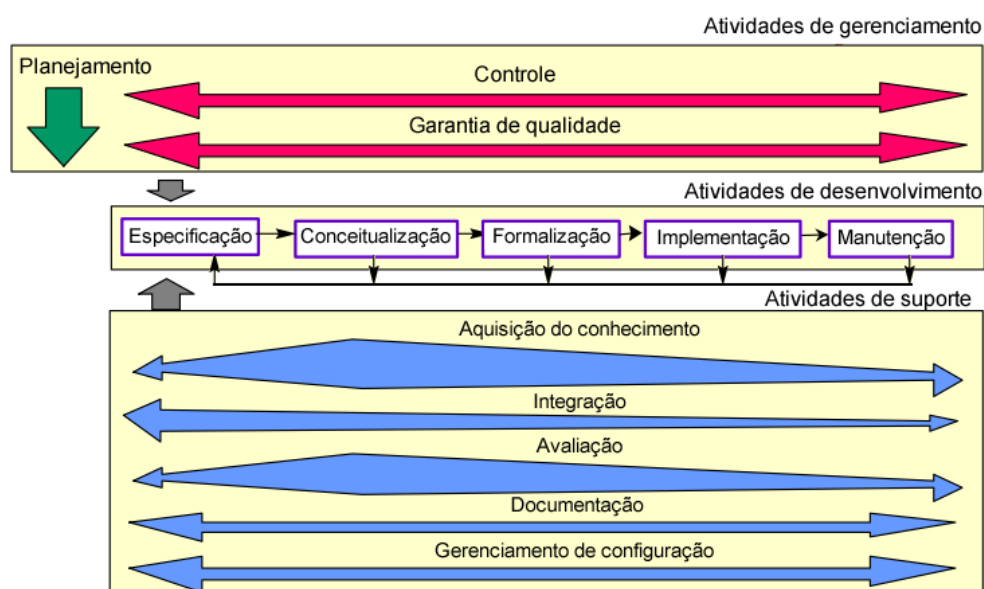 Atividades de gerenciamento
Planejamento
Controle
Garantia de qualidade
Atividades de desenvolvimento
Especificação
Conceitualização
Formalização
Implementação
Manutenção
Atividades de suporte
Aquisição do conhecimento
Integração
Avaliação
Documentação
Gerenciamento de configuração